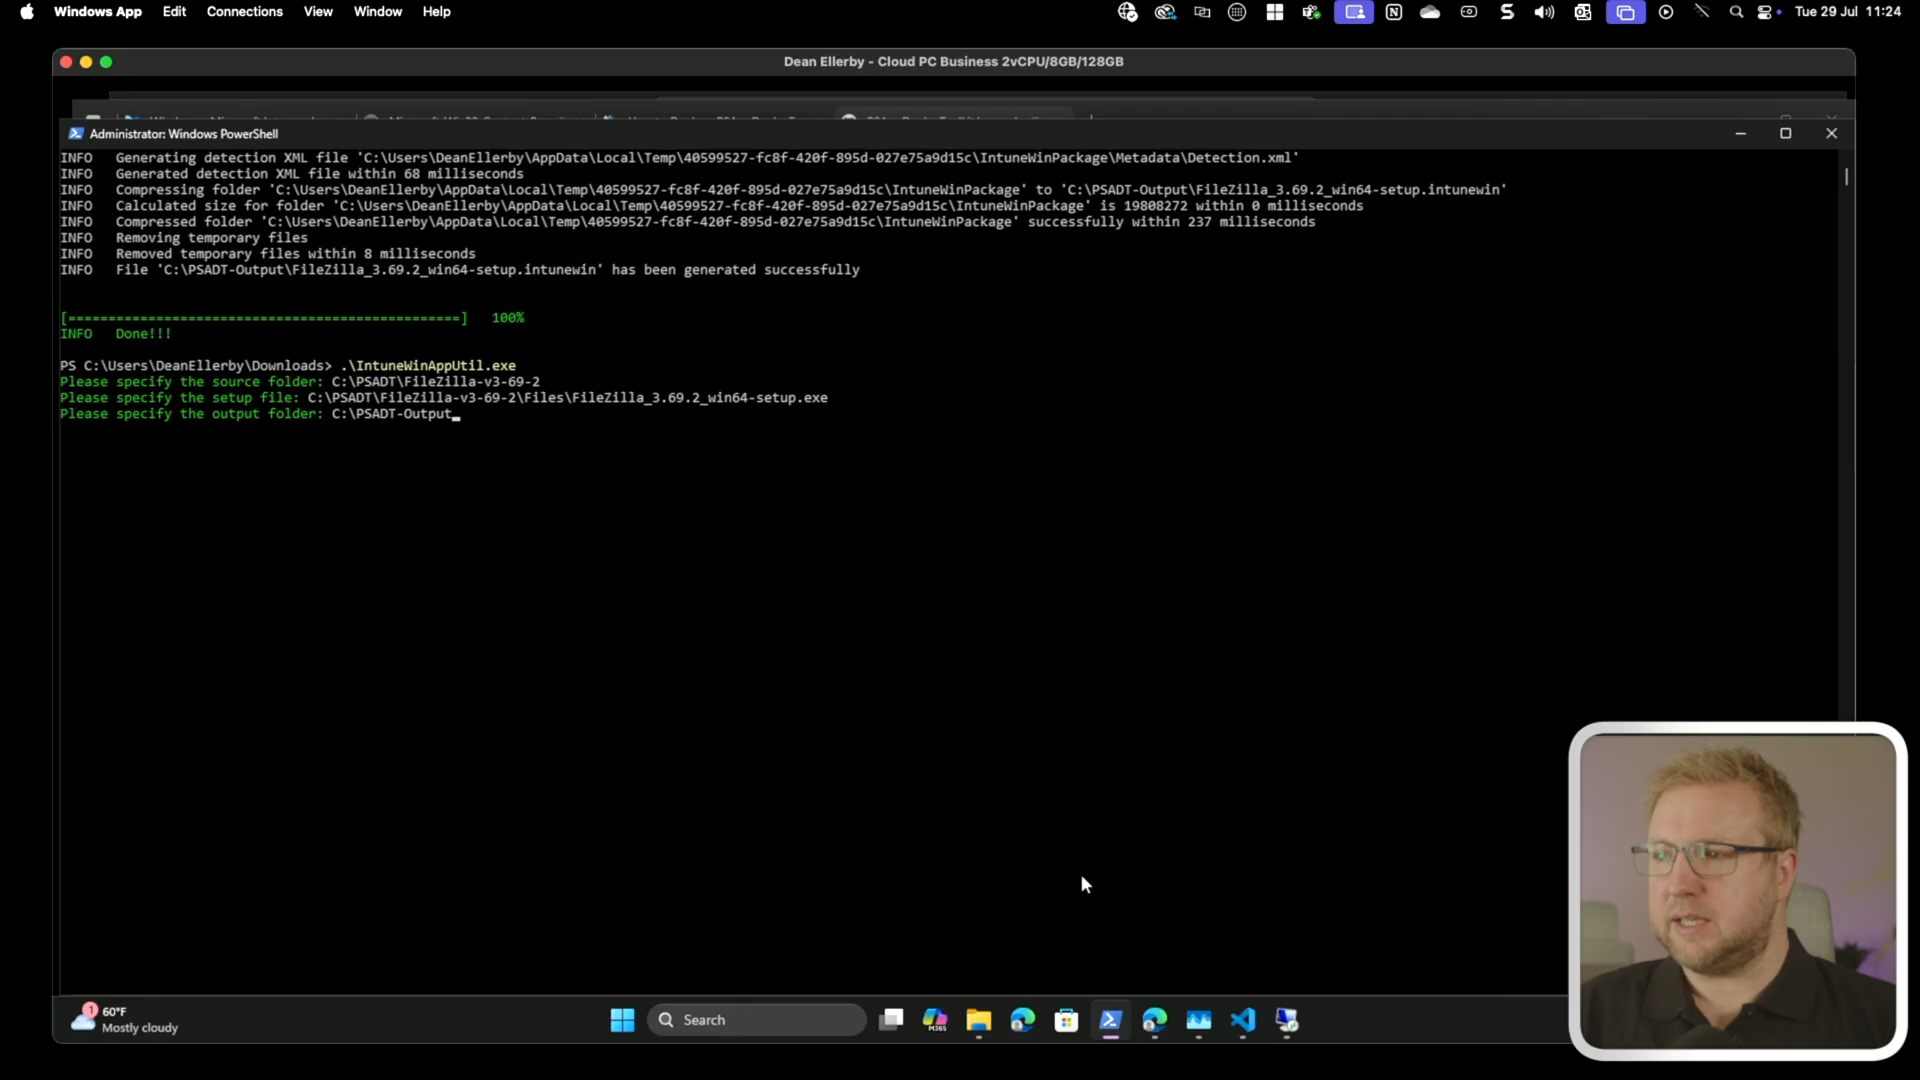 Windows App Edit Connections View Window Help
Tue 29 Jul 11:24
Dean Ellerby - Cloud PC Business 2vCPU/8GB/128GB
Administrator: Windows PowerShell
INFO Generating detection XML file 'C:\Users\DeanEllerby\AppData\Local\Temp\40599527-fc8f-420f-895d-027e75a9d15c\IntuneWinPackage\Metadata\Detection.xml'
INFO Generated detection XML file within 68 milliseconds
INFO Compressing folder 'C:\Users\DeanEllerby\AppData\Local\Temp\40599527-fc8f-420f-895d-027e75a9d15c\IntuneWinPackage' to 'C:\PSADT-Output\FileZilla_3.69.2_win64-setup.intunewin'
INFO Calculated size for folder 'C:\Users\DeanEllerby\AppData\Local\Temp\40599527-fc8f-420f-895d-027e75a9d15c\IntuneWinPackage' is 19808272 within 0 milliseconds
INFO Compressed folder 'C:\Users\DeanEllerby\AppData\Local\Temp\40599527-fc8f-420f-895d-027e75a9d15c\IntuneWinPackage' successfully within 237 milliseconds
INFO Removing temporary files
INFO Removed temporary files within 8 milliseconds
INFO File 'C:\PSADT-Output\FileZilla_3.69.2_win64-setup.intunewin' has been generated successfully
[=================================================] 100%
INFO Done!!!
PS C:\Users\DeanEllerby\Downloads> .\IntuneWinAppUtil.exe
Please specify the source folder: C:\PSADT\FileZilla-v3-69-2
Please specify the setup file: C:\PSADT\FileZilla-v3-69-2\Files\FileZilla_3.69.2_win64-setup.exe
Please specify the output folder: C:\PSADT-Output_
1
60°F
Mostly cloudy
Search
M365